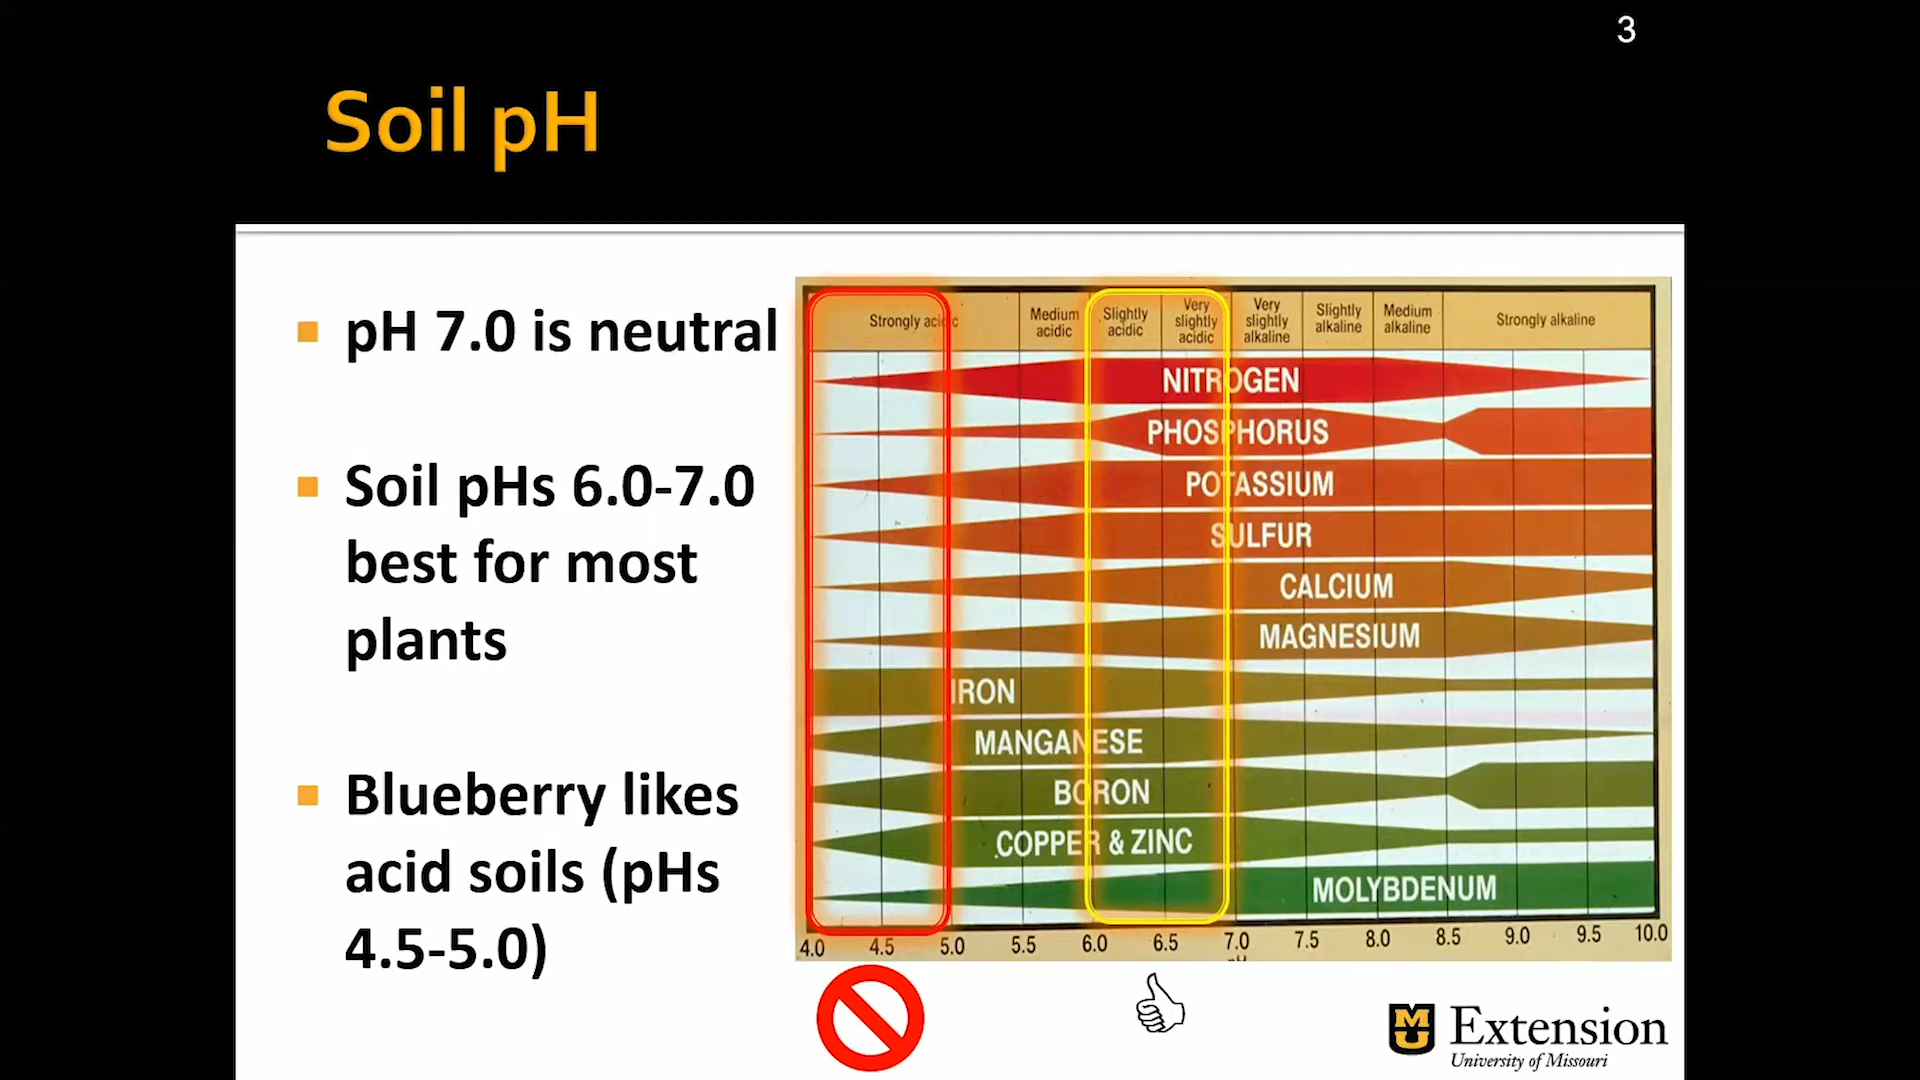 3
Soil pH
pH 7.0 is neutral
Soil pHs 6.0-7.0
best for most
plants
Blueberry likes
acid soils (pHs
4.5-5.0)
Strongly acidic
Medium
acidic
Slightly
acidic
Very
slightly
acidic
Very
slightly
alkaline
Slightly
alkaline
Medium
alkaline
Strongly alkaline
NITROGEN
PHOSPHORUS
POTASSIUM
SULFUR
CALCIUM
MAGNESIUM
IRON
MANGANESE
BORON
COPPER & ZINC
MOLYBDENUM
4.0 4.5 5.0 5.5 6.0 6.5 7.0 7.5 8.0 8.5 9.0 9.5 10.0
pH
MU
Extension
University of Missouri